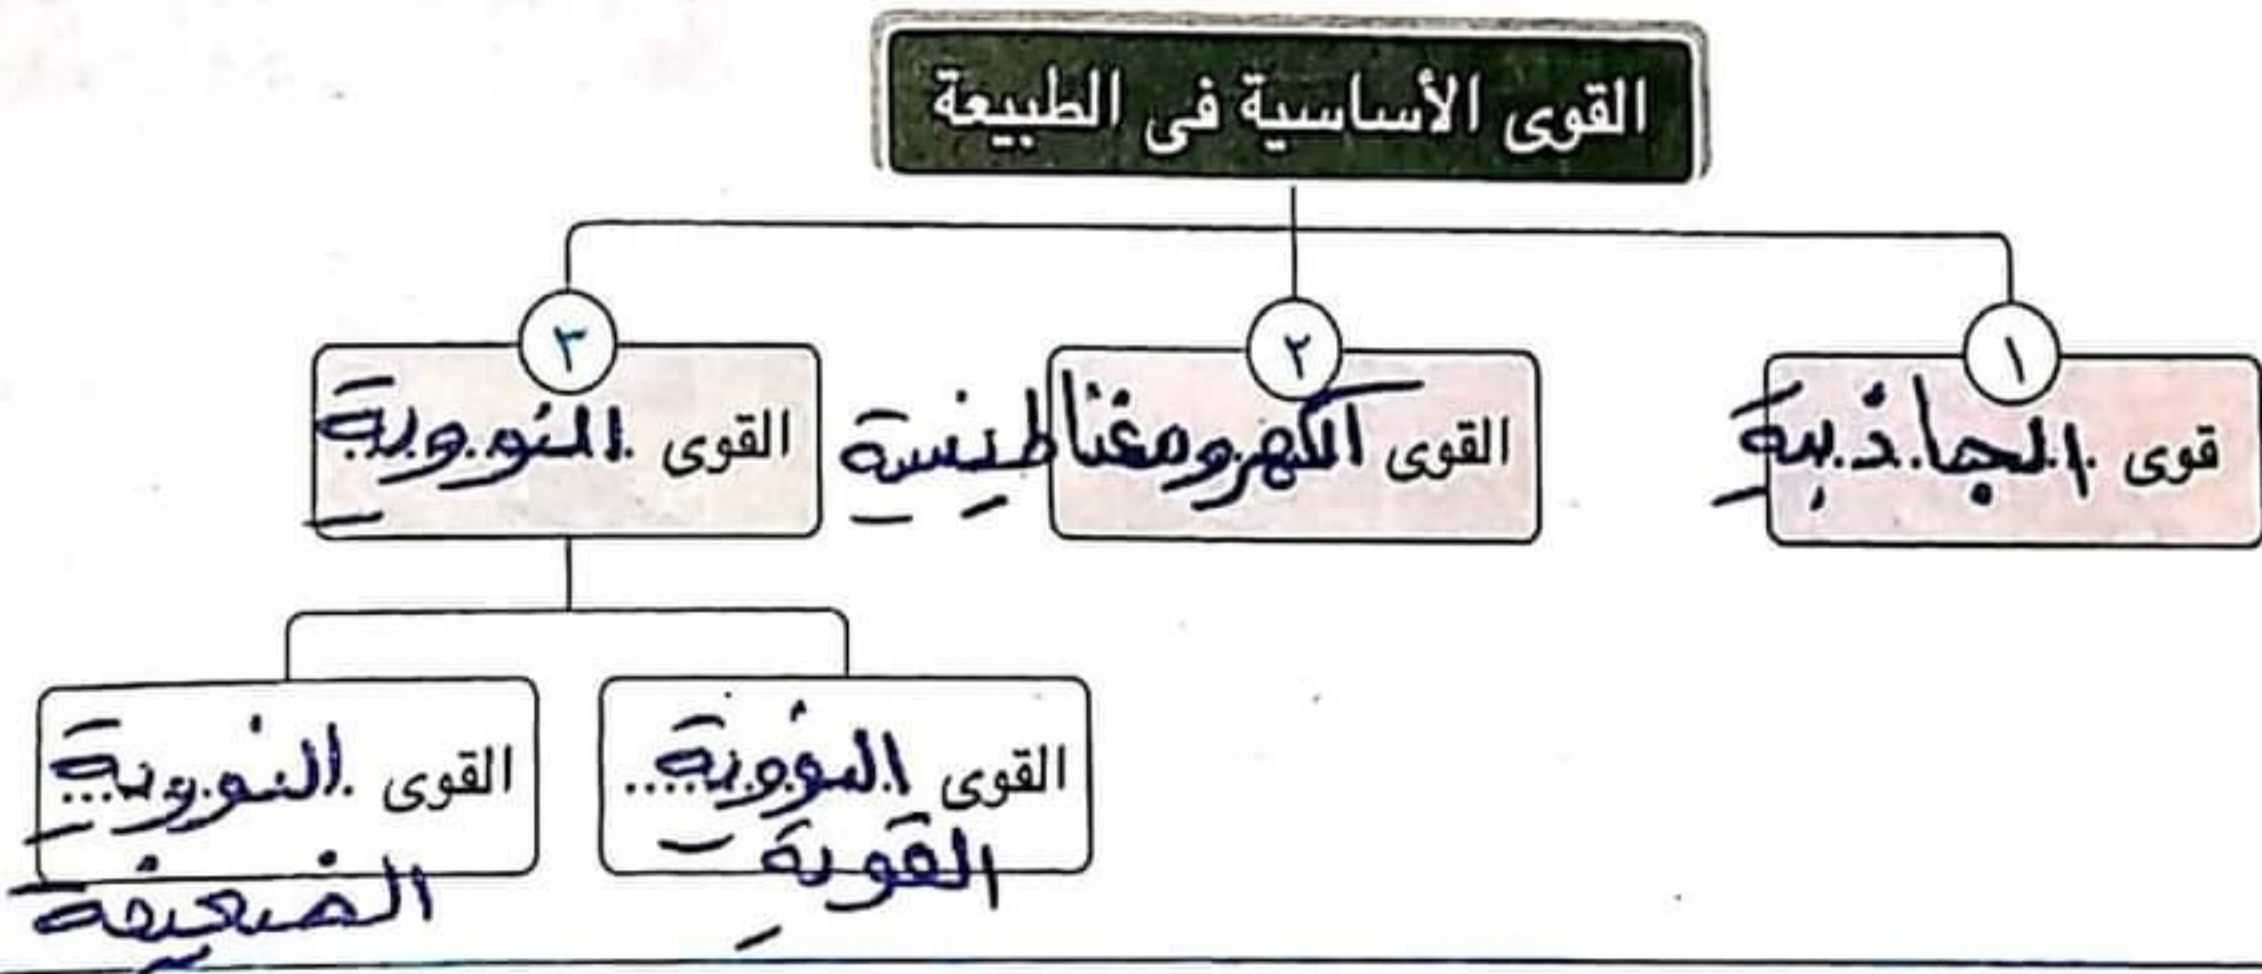 القوى الأساسية فى الطبيعة
١
قوى الجاذبية
٢
القوى الكهرومغناطيسية
٣
القوى النووية
القوى النووية
القوية
القوى النووية
الضعيفة